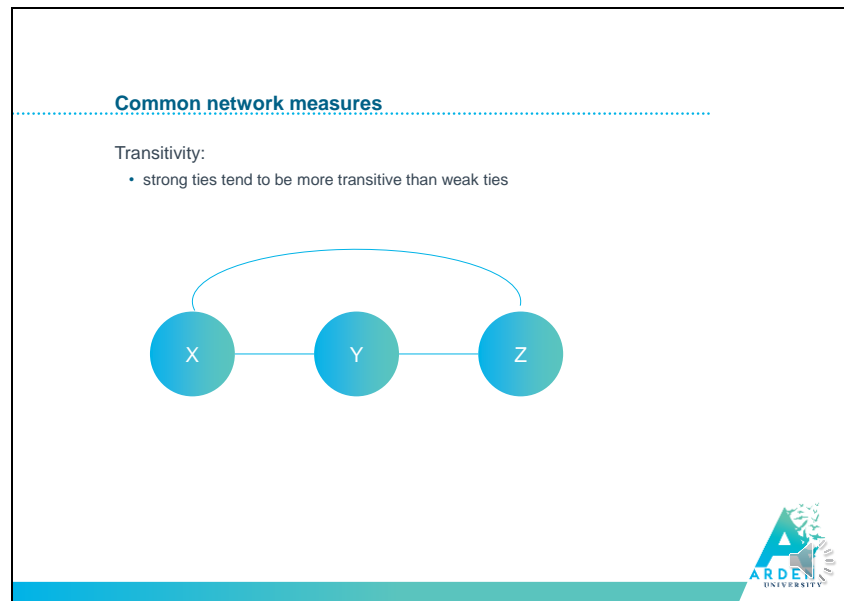 Common network measures
Transitivity:
• strong ties tend to be more transitive than weak ties
X Y Z
UNIVERSITY